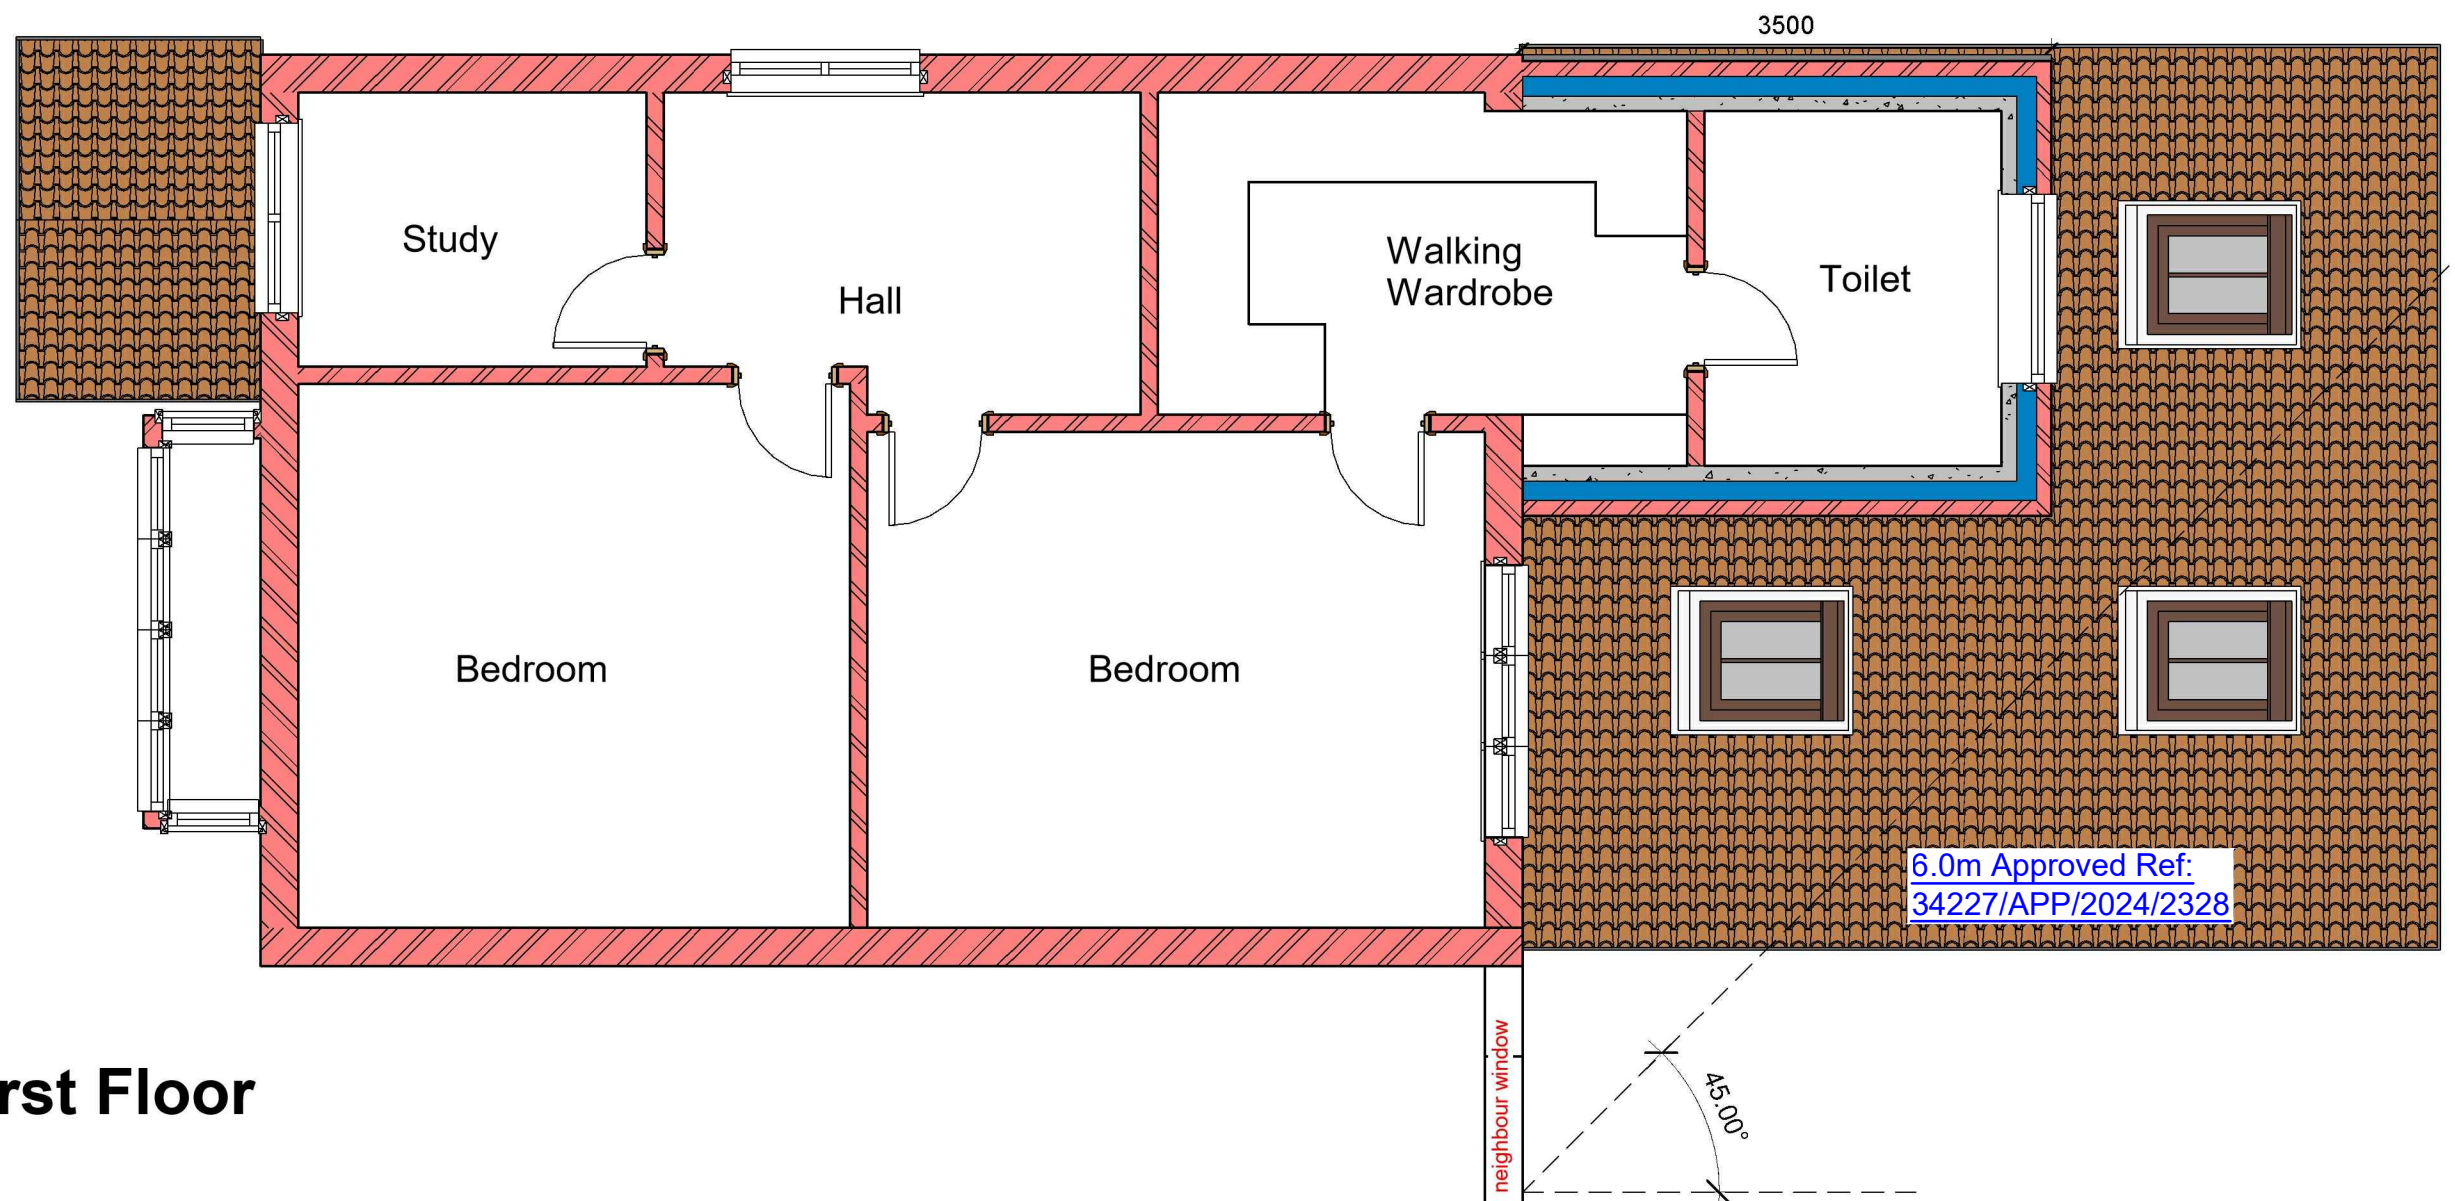 3500
Study
Hall
Walking
Wardrobe
Toilet
Bedroom
Bedroom
6.0m Approved Ref:
34227/APP/2024/2328
neighbour window
45.00°
rst Floor